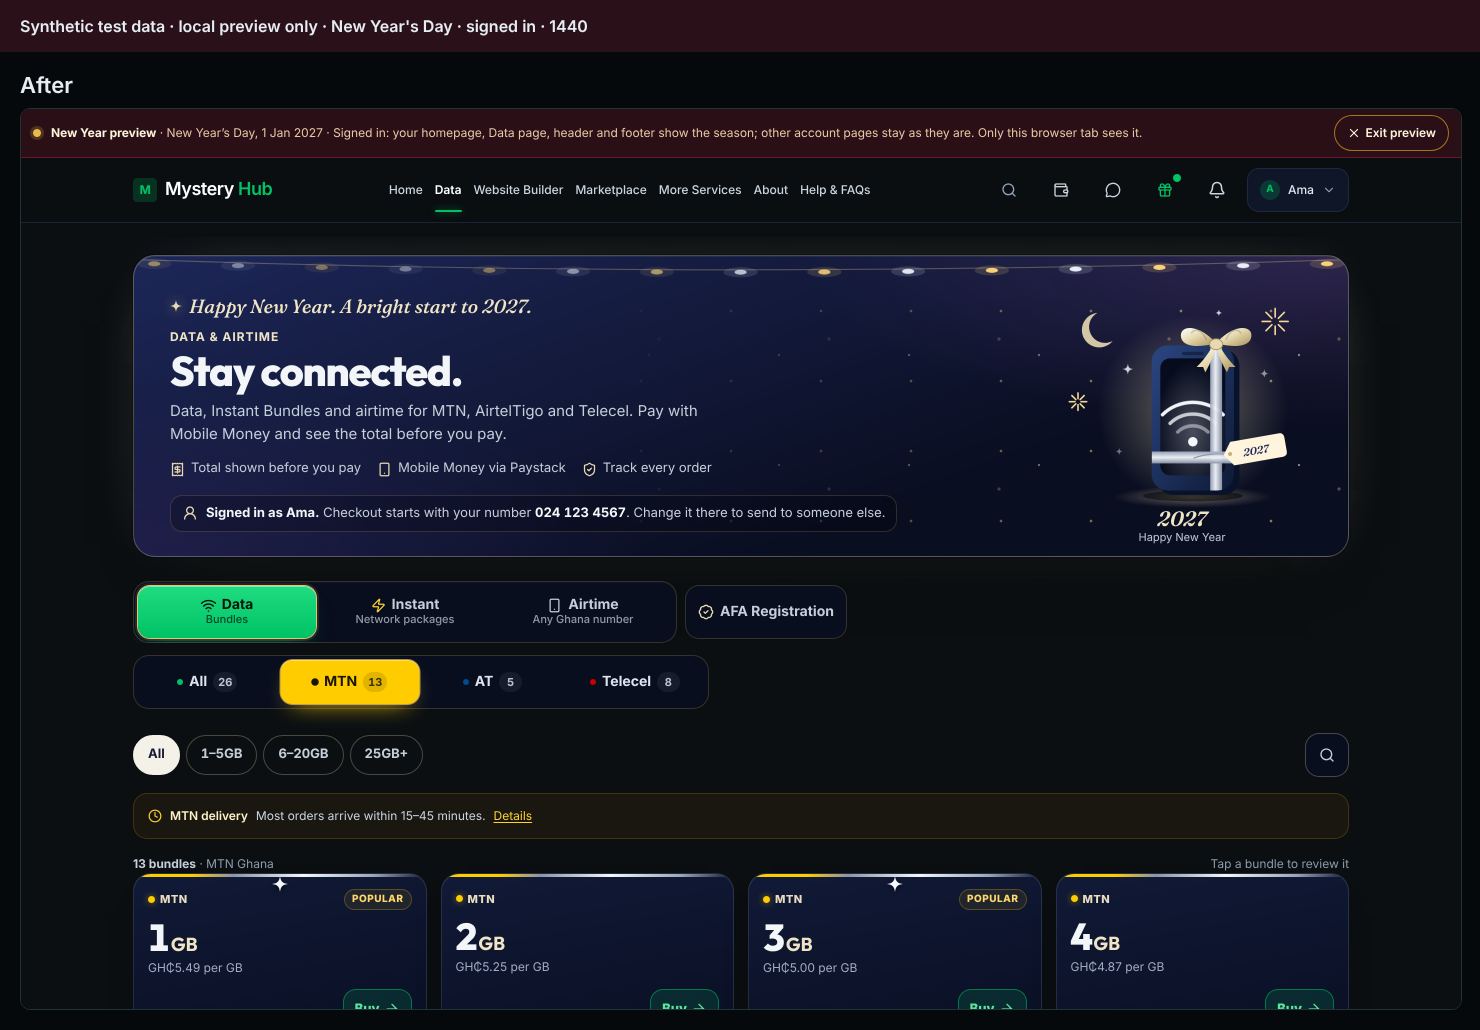 Synthetic test data · local preview only · New Year's Day · signed in · 1440
After
New Year preview · New Year's Day, 1 Jan 2027 · Signed in: your homepage, Data page, header and footer show the season; other account pages stay as they are. Only this browser tab sees it.
Exit preview
M Mystery Hub
Home Data Website Builder Marketplace More Services About Help & FAQs
A Ama
Happy New Year. A bright start to 2027.
DATA & AIRTIME
Stay connected.
Data, Instant Bundles and airtime for MTN, AirtelTigo and Telecel. Pay with
Mobile Money and see the total before you pay.
Total shown before you pay Mobile Money via Paystack Track every order
Signed in as Ama. Checkout starts with your number 024 123 4567. Change it there to send to someone else.
2027
2027
Happy New Year
Data
Bundles
Instant
Network packages
Airtime
Any Ghana number
AFA Registration
All 26 MTN 13 AT 5 Telecel 8
All 1–5GB 6–20GB 25GB+
MTN delivery Most orders arrive within 15–45 minutes. Details
13 bundles · MTN Ghana Tap a bundle to review it
MTN POPULAR
1GB
GH₵5.49 per GB
Buy →
MTN
2GB
GH₵5.25 per GB
Buy →
MTN POPULAR
3GB
GH₵5.00 per GB
Buy →
MTN
4GB
GH₵4.87 per GB
Buy →